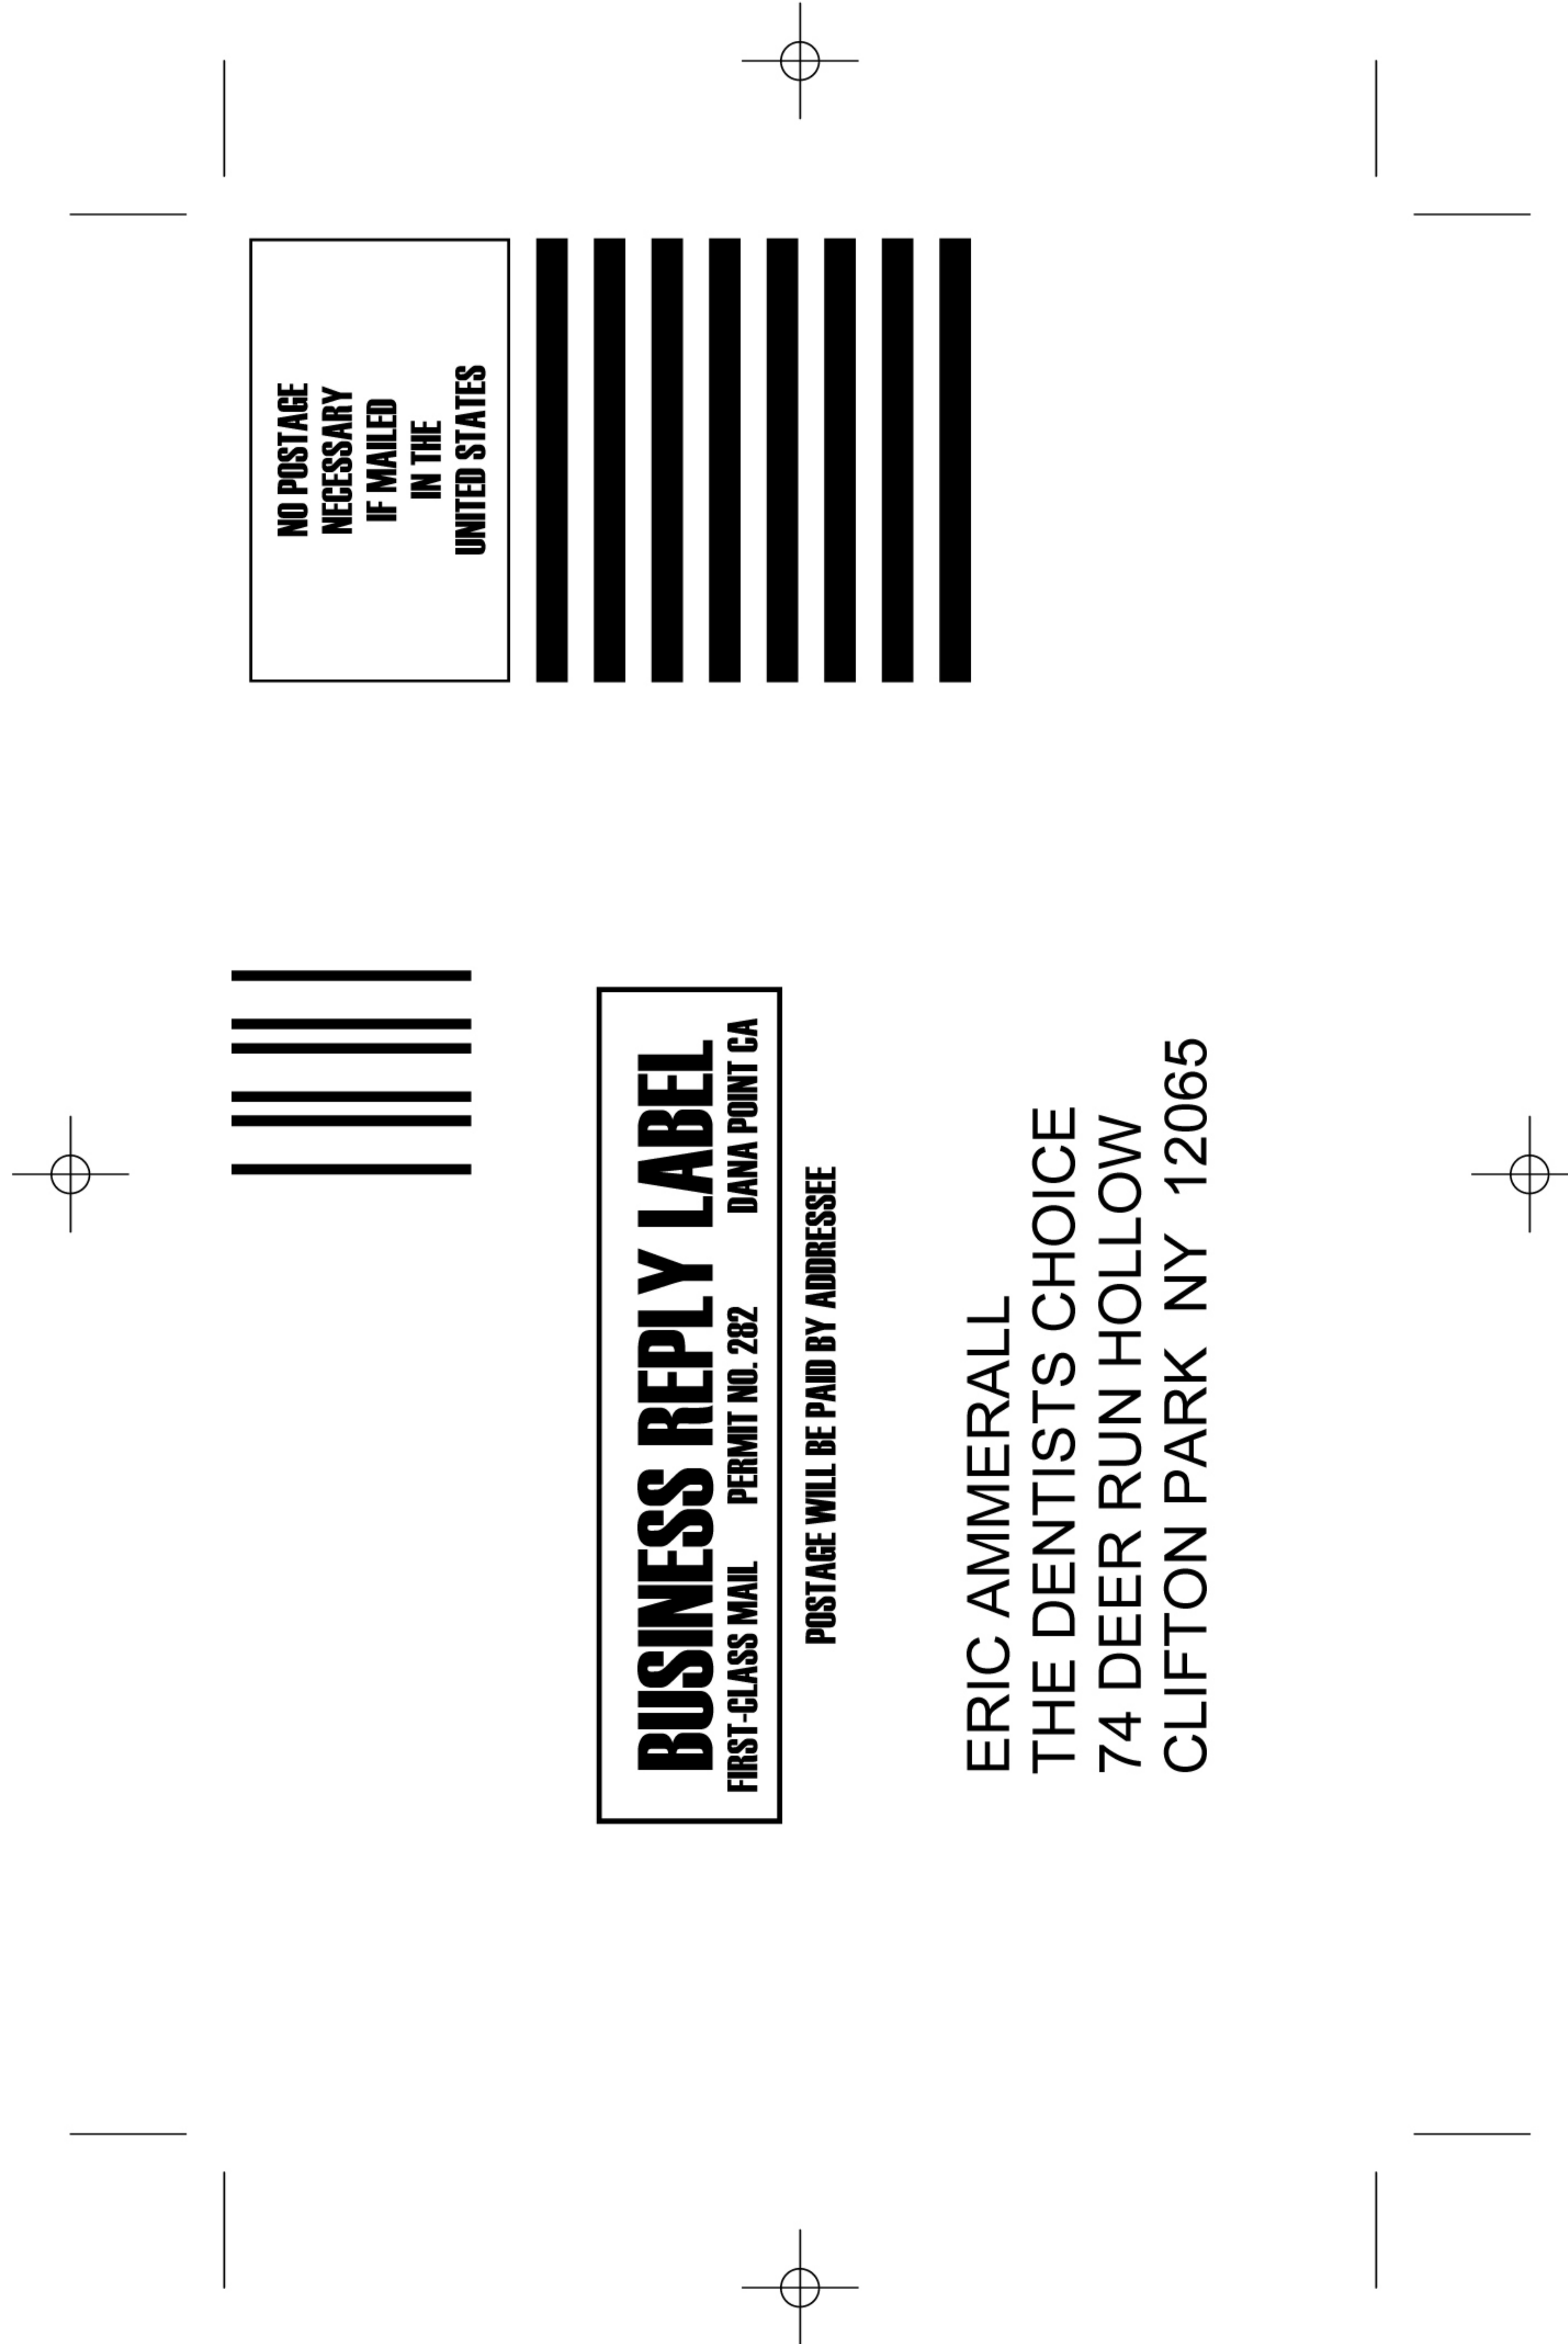 NO POSTAGE
NECESSARY
IF MAILED
IN THE
UNITED STATES
BUSINESS REPLY LABEL
FIRST-CLASS MAIL PERMIT NO. 282 DANA POINT CA
POSTAGE WILL BE PAID BY ADDRESSEE
ERIC AMMERALL
THE DENTISTS CHOICE
74 DEER RUN HOLLOW
CLIFTON PARK NY 12065